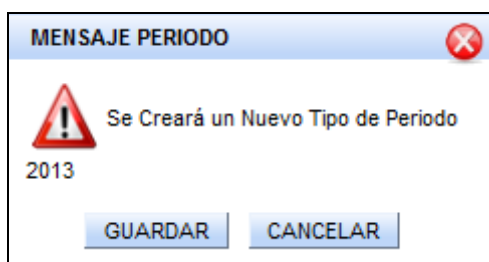 MENSAJE PERIODO
Se Creará un Nuevo Tipo de Periodo
2013
GUARDAR CANCELAR